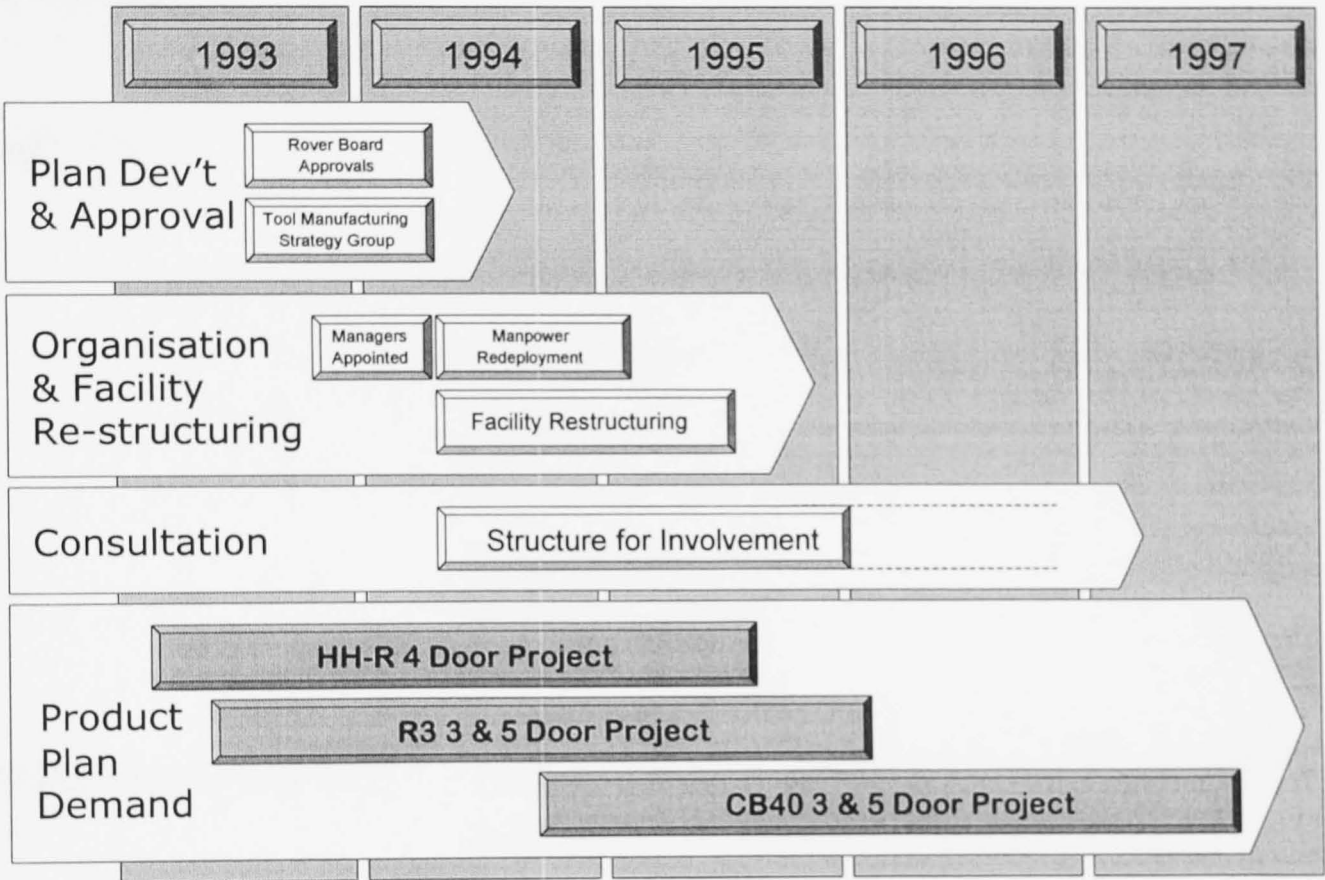 1993
1994
1995
1996
1997
Plan Dev't
& Approval
Rover Board
Approvals
Tool Manufacturing
Strategy Group
Organisation
& Facility
Re-structuring
Managers
Appointed
Manpower
Redeployment
Facility Restructuring
Consultation
Structure for Involvement
Product
Plan
Demand
HH-R 4 Door Project
R3 3 & 5 Door Project
CB40 3 & 5 Door Project